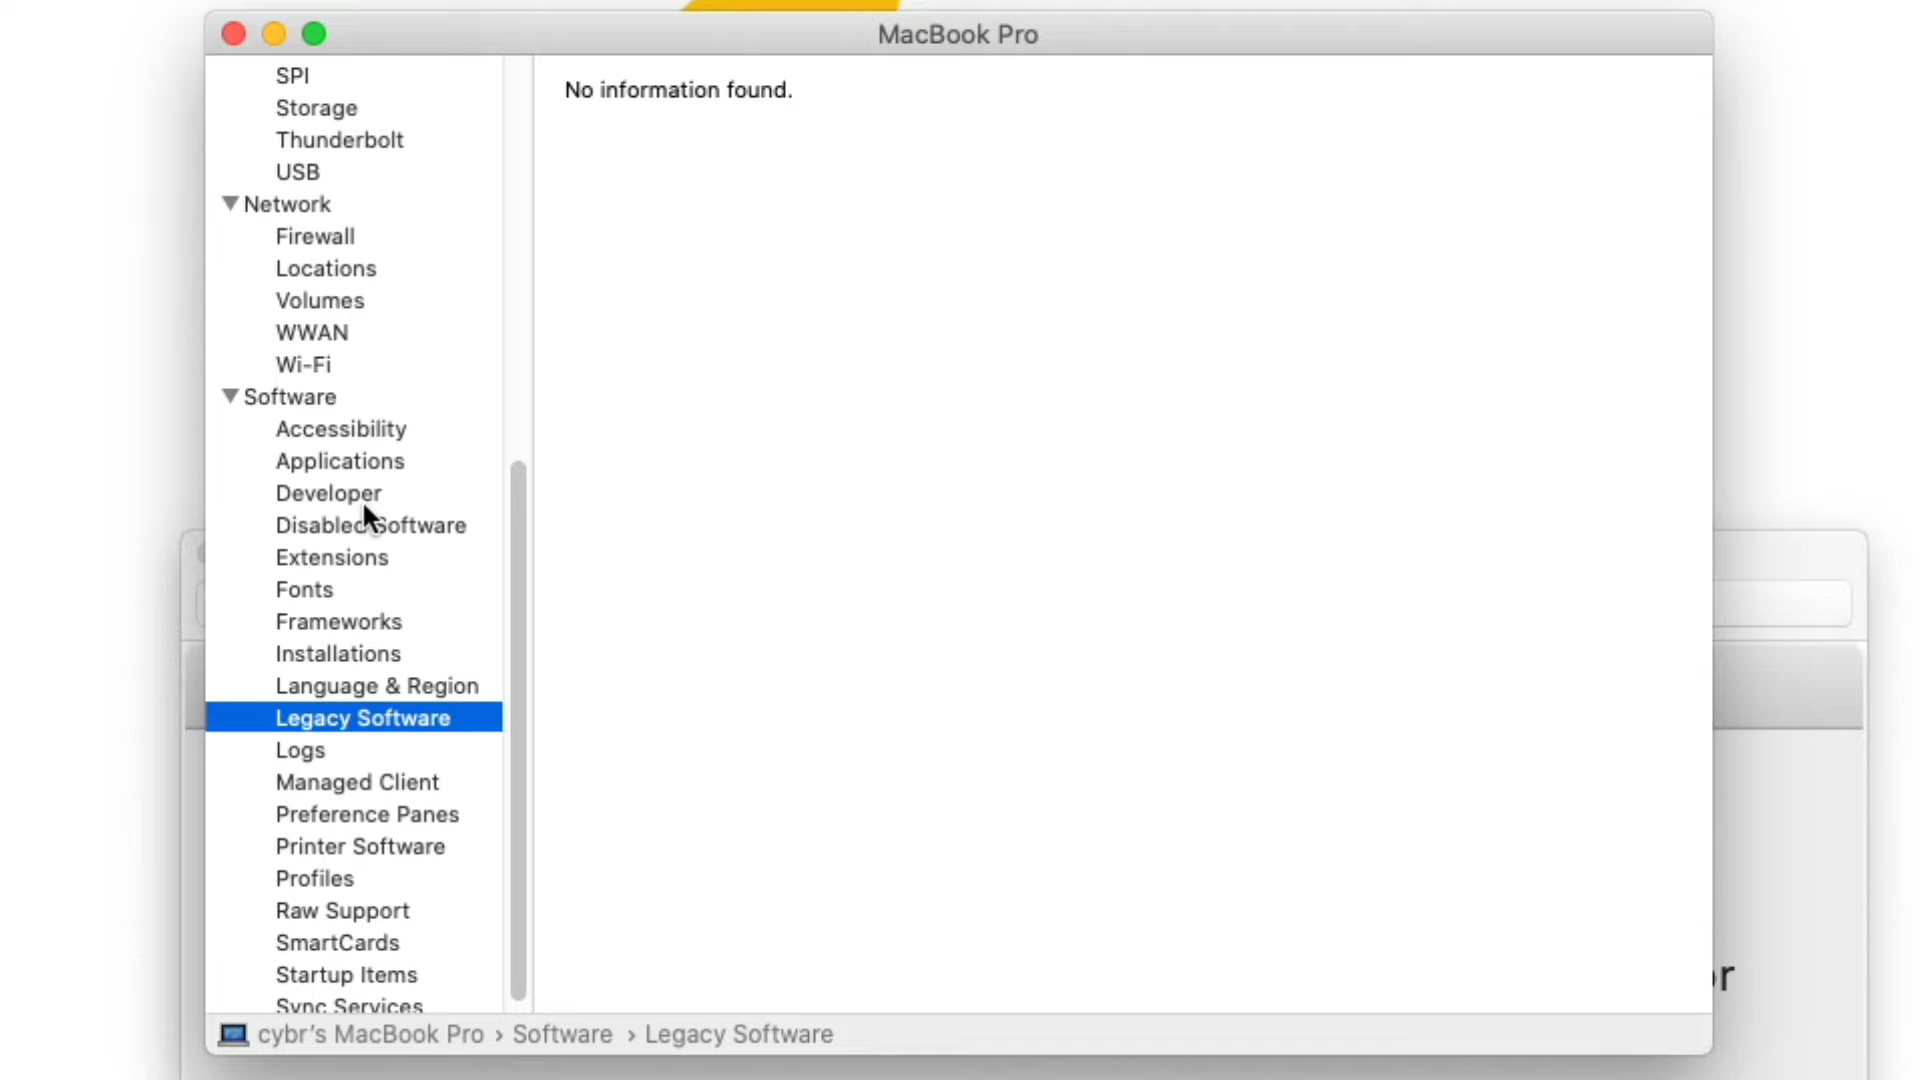 MacBook Pro
SPI
Storage
Thunderbolt
USB
Network
Firewall
Locations
Volumes
WWAN
Wi-Fi
Software
Accessibility
Applications
Developer
Disabled Software
Extensions
Fonts
Frameworks
Installations
Language & Region
Legacy Software
Logs
Managed Client
Preference Panes
Printer Software
Profiles
Raw Support
SmartCards
Startup Items
Sync Services
No information found.
cybr’s MacBook Pro › Software › Legacy Software